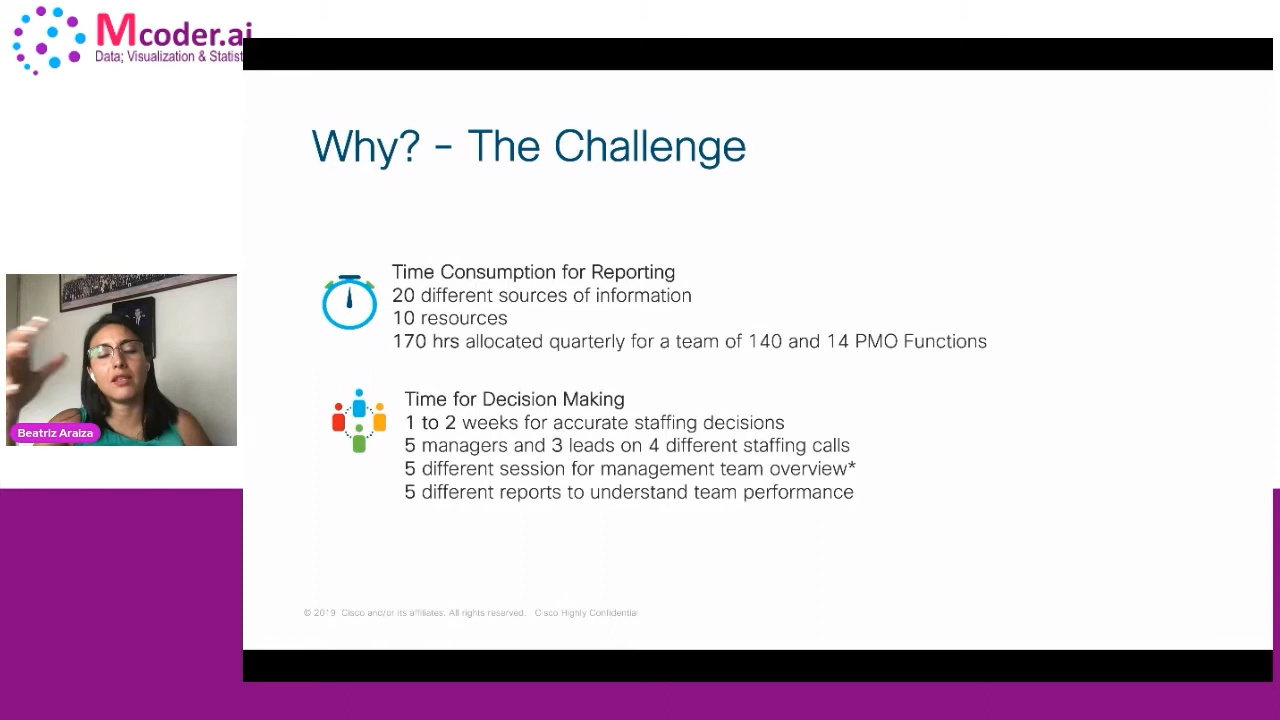 Mcoder.ai
Data; Visualization & Statist
Why? - The Challenge
Time Consumption for Reporting
20 different sources of information
10 resources
170 hrs allocated quarterly for a team of 140 and 14 PMO Functions
Time for Decision Making
1 to 2 weeks for accurate staffing decisions
5 managers and 3 leads on 4 different staffing calls
5 different session for management team overview*
5 different reports to understand team performance
Beatriz Araiza
© 2019 Cisco and/or its affiliates. All rights reserved. Cisco Highly Confidential